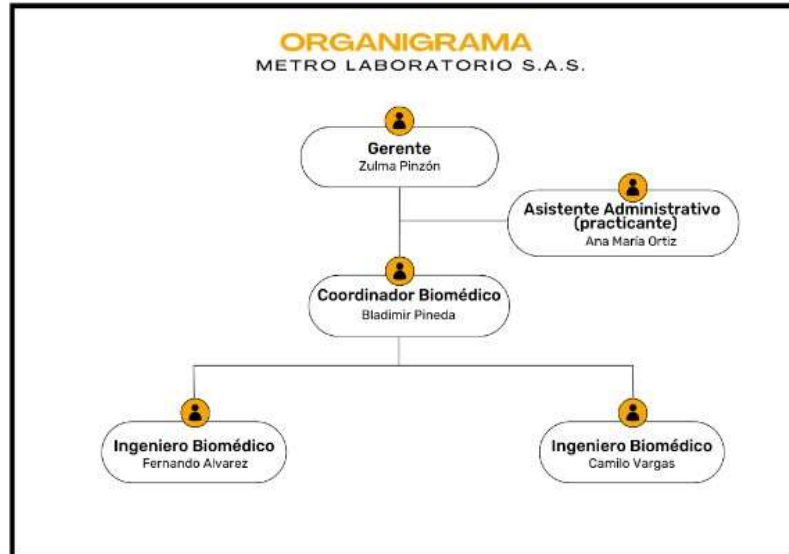 ORGANIGRAMA
METRO LABORATORIO S.A.S.
Gerente
Zulma Pinzón
Asistente Administrativo
(practicante)
Ana María Ortiz
Coordinador Biomédico
Bladimir Pineda
Ingeniero Biomédico
Fernando Alvarez
Ingeniero Biomédico
Camilo Vargas